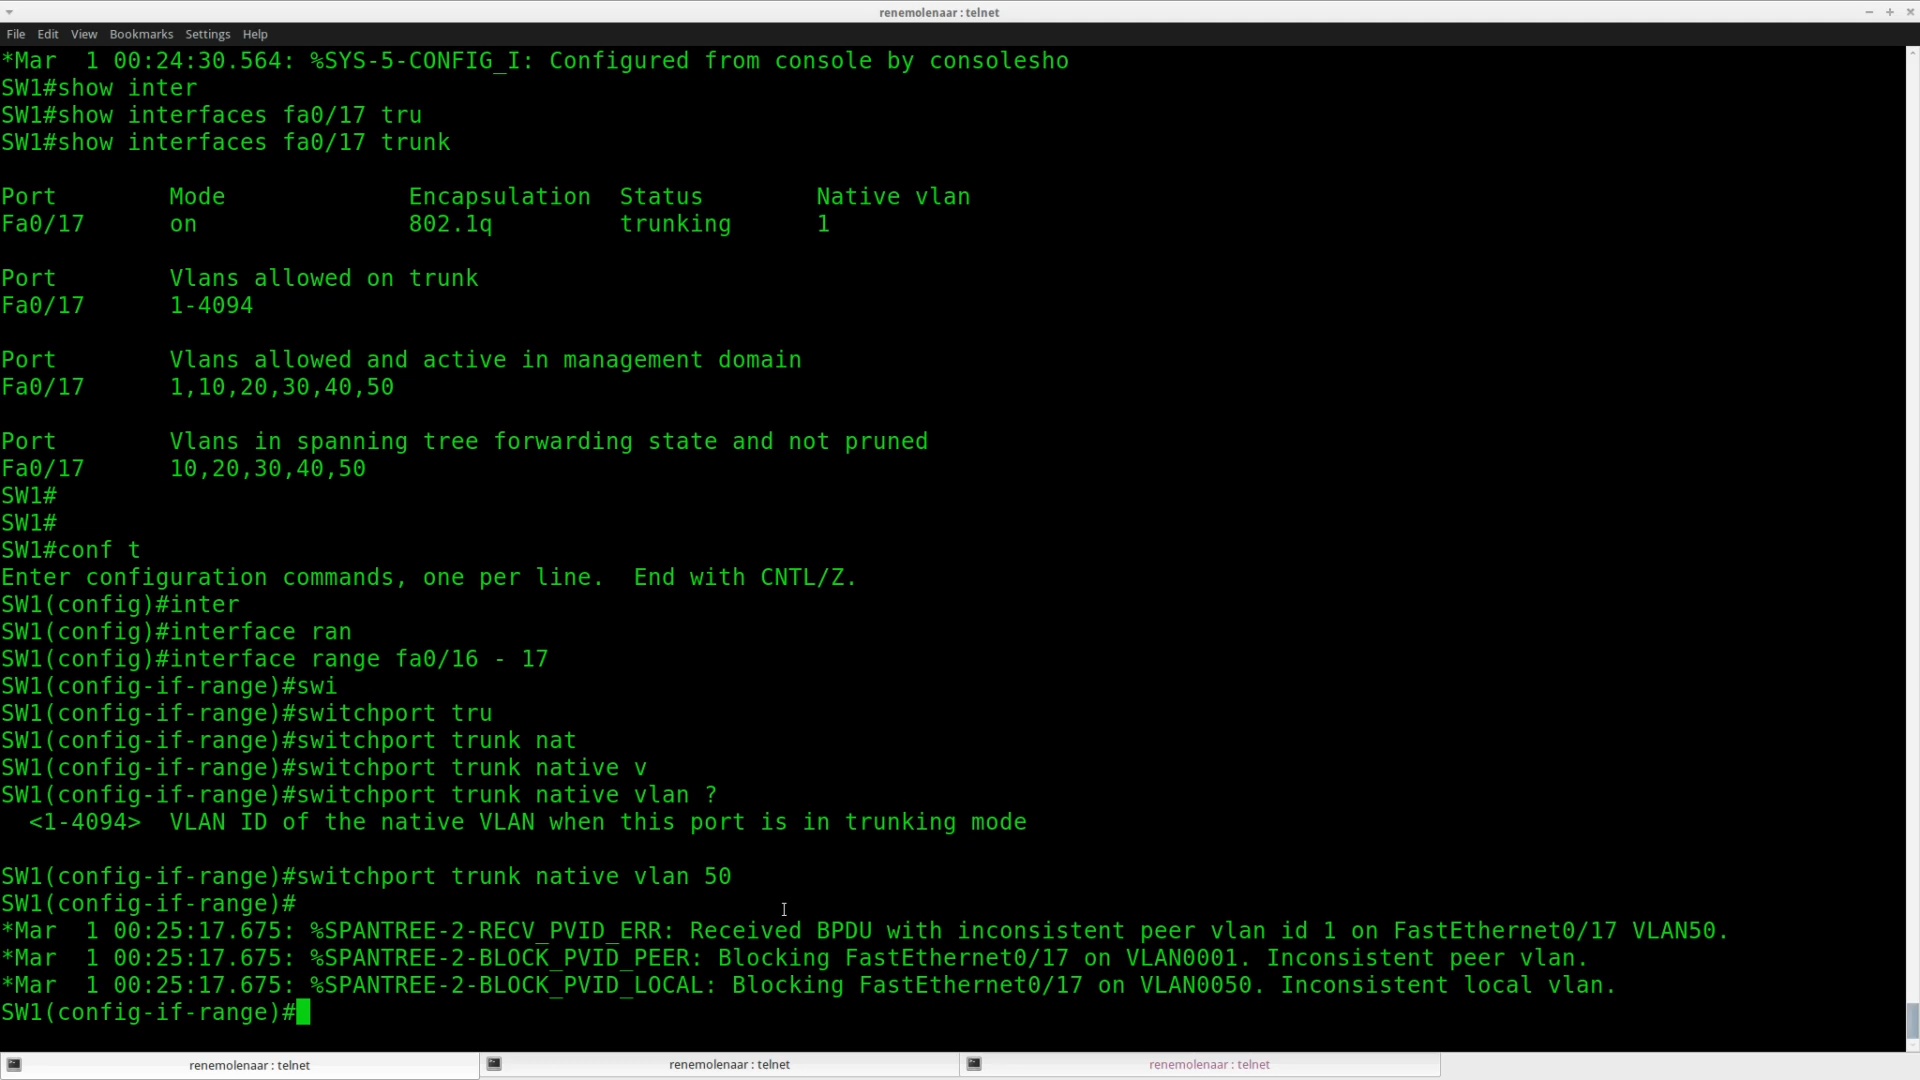 renemolenaar : telnet
File Edit View Bookmarks Settings Help
*Mar  1 00:24:30.564: %SYS-5-CONFIG_I: Configured from console by consolesho
SW1#show inter
SW1#show interfaces fa0/17 tru
SW1#show interfaces fa0/17 trunk
Port        Mode             Encapsulation  Status        Native vlan
Fa0/17      on               802.1q         trunking      1
Port        Vlans allowed on trunk
Fa0/17      1-4094
Port        Vlans allowed and active in management domain
Fa0/17      1,10,20,30,40,50
Port        Vlans in spanning tree forwarding state and not pruned
Fa0/17      10,20,30,40,50
SW1#
SW1#
SW1#conf t
Enter configuration commands, one per line.  End with CNTL/Z.
SW1(config)#inter
SW1(config)#interface ran
SW1(config)#interface range fa0/16 - 17
SW1(config-if-range)#swi
SW1(config-if-range)#switchport tru
SW1(config-if-range)#switchport trunk nat
SW1(config-if-range)#switchport trunk native v
SW1(config-if-range)#switchport trunk native vlan ?
  <1-4094>  VLAN ID of the native VLAN when this port is in trunking mode
SW1(config-if-range)#switchport trunk native vlan 50
SW1(config-if-range)#
*Mar  1 00:25:17.675: %SPANTREE-2-RECV_PVID_ERR: Received BPDU with inconsistent peer vlan id 1 on FastEthernet0/17 VLAN50.
*Mar  1 00:25:17.675: %SPANTREE-2-BLOCK_PVID_PEER: Blocking FastEthernet0/17 on VLAN0001. Inconsistent peer vlan.
*Mar  1 00:25:17.675: %SPANTREE-2-BLOCK_PVID_LOCAL: Blocking FastEthernet0/17 on VLAN0050. Inconsistent local vlan.
SW1(config-if-range)#
renemolenaar : telnet renemolenaar : telnet renemolenaar : telnet